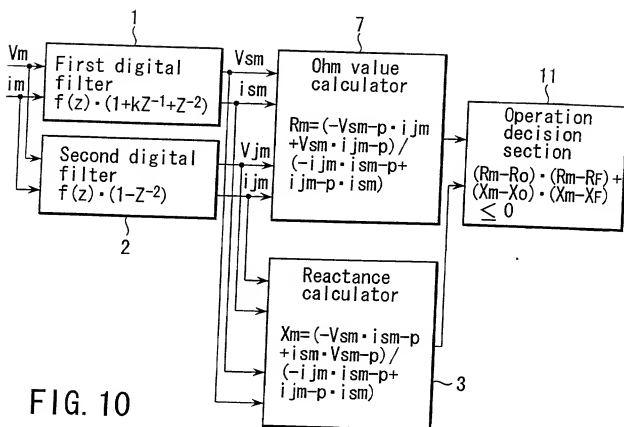 1
First digital
filter
f(z)·(1+kZ⁻¹+Z⁻²)
Vm
im
Second digital
filter
f(z)·(1-Z⁻²)
2
Vsm
ism
Vjm
ijm
7
Ohm value
calculator
Rm=(-Vsm-p·ijm
+Vsm·ijm-p)/
(-ijm·ism-p+
ijm-p·ism)
Reactance
calculator
Xm=(-Vsm·ism-p
+ism·Vsm-p)/
(-ijm·ism-p+
ijm-p·ism)
3
11
Operation
decision
section
(Rm-Ro)·(Rm-RF)+
(Xm-Xo)·(Xm-XF)
≤ 0
FIG. 10